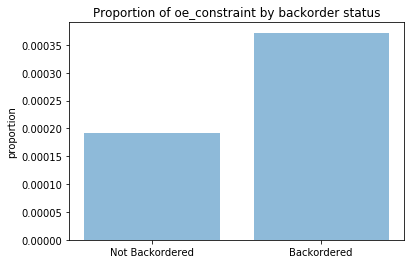 Proportion of oe_constraint by backorder status
proportion
0.00035
0.00030
0.00025
0.00020
0.00015
0.00010
0.00005
0.00000
Not Backordered
Backordered